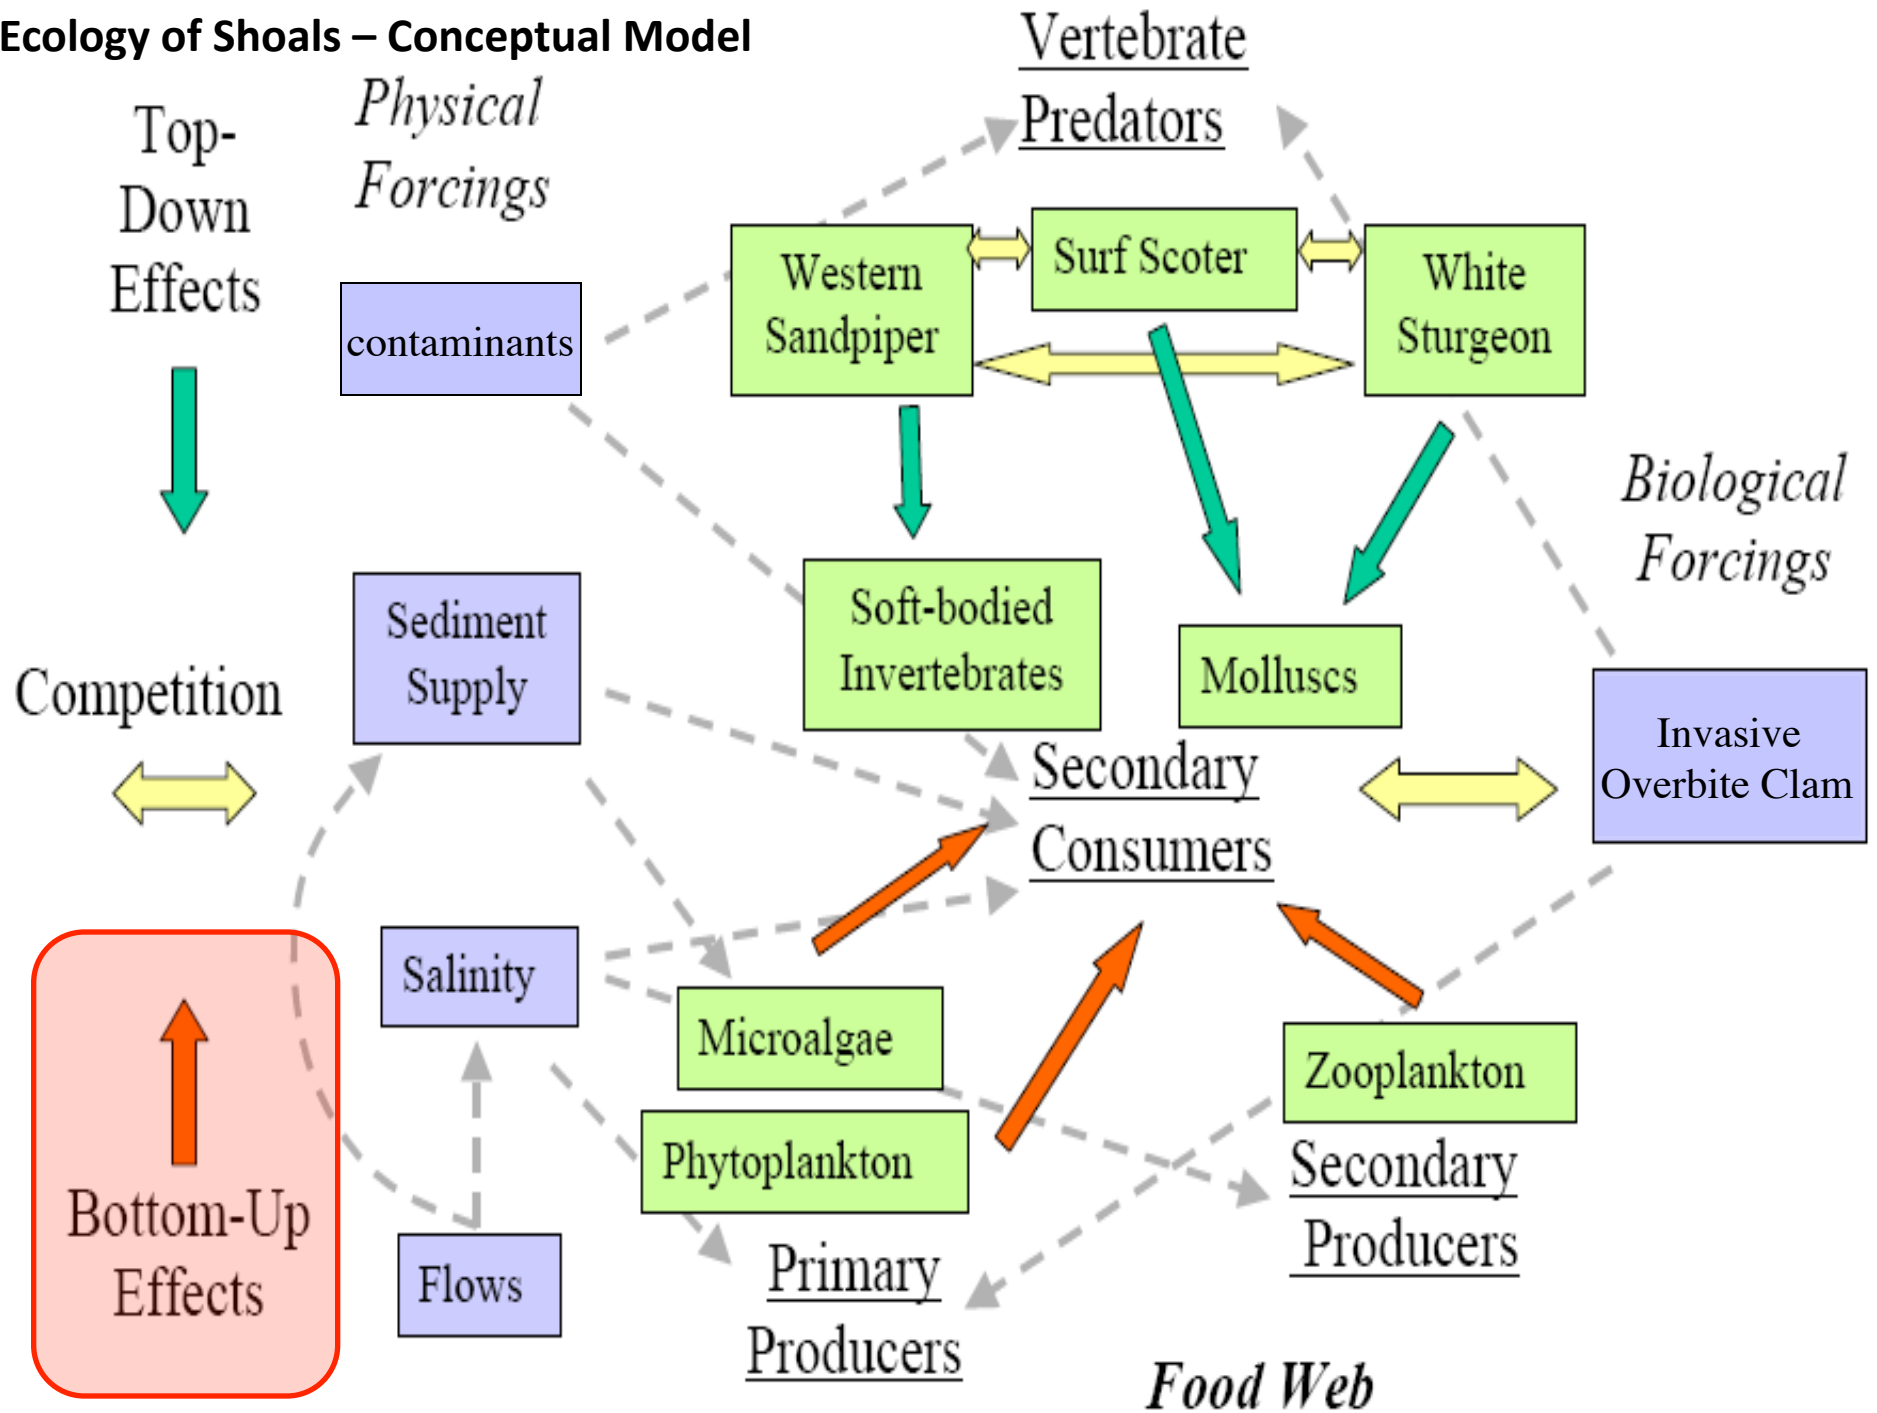 Ecology of Shoals – Conceptual Model
Top-
Down
Effects
Physical
Forcings
Vertebrate
Predators
contaminants
Western
Sandpiper
Surf Scoter
White
Sturgeon
Biological
Forcings
Competition
Sediment
Supply
Soft-bodied
Invertebrates
Molluscs
Invasive
Overbite Clam
Secondary
Consumers
Salinity
Microalgae
Phytoplankton
Zooplankton
Secondary
Producers
Bottom-Up
Effects
Flows
Primary
Producers
Food Web